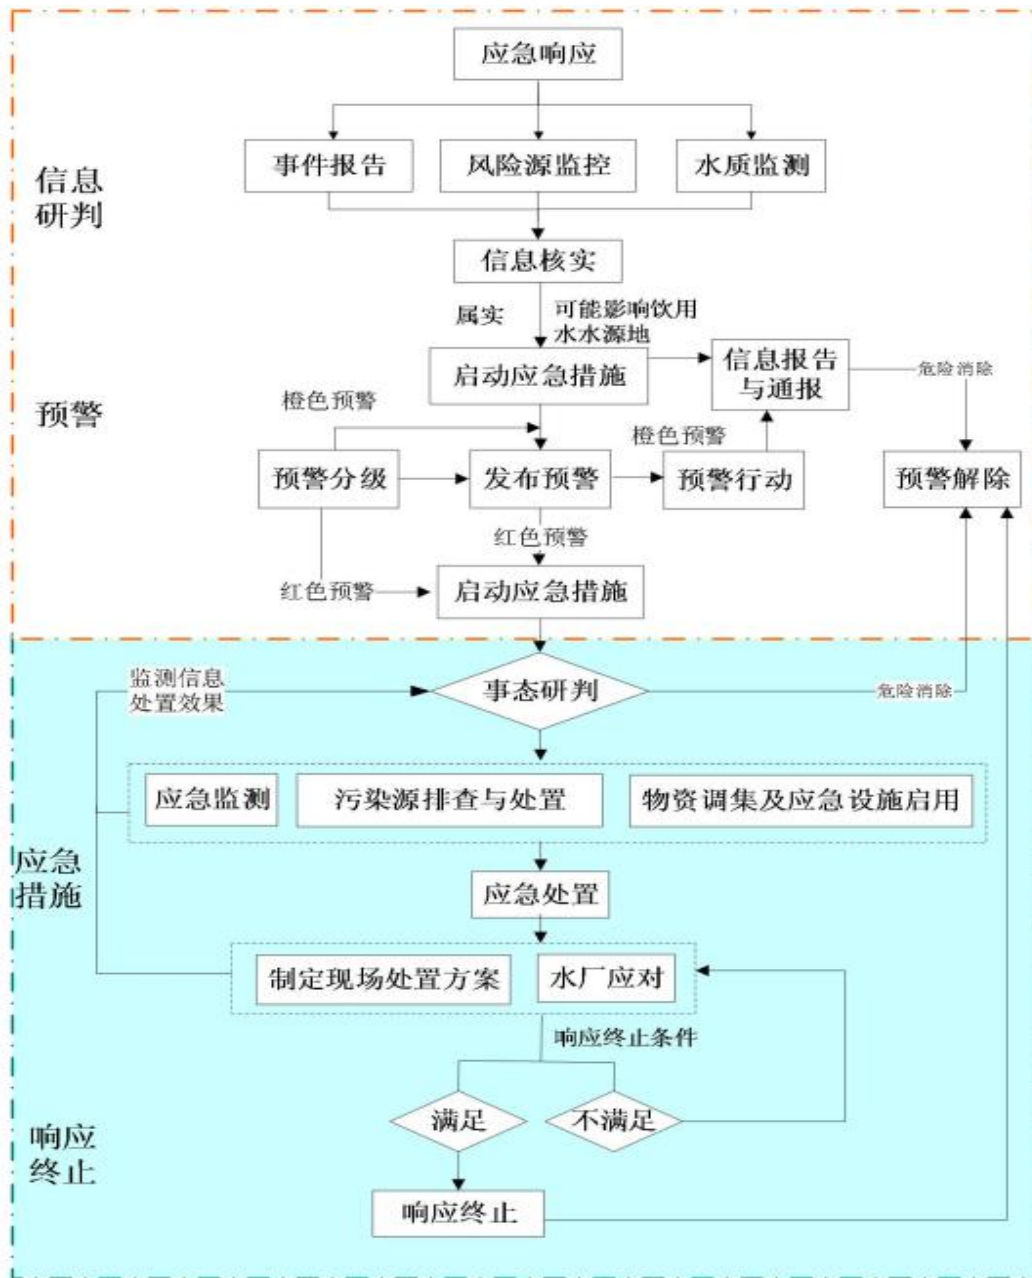 应急响应
事件报告
风险源监控
水质监测
信息
研判
信息核实
属实
可能影响饮用
水水源地
启动应急措施
信息报告
与通报
危险消除
预警
橙色预警
橙色预警
预警分级
发布预警
预警行动
预警解除
红色预警
红色预警
启动应急措施
监测信息
处置效果
事态研判
危险消除
应急监测
污染源排查与处置
物资调集及应急设施启用
应急
措施
应急处置
制定现场处置方案
水厂应对
响应终止条件
满足
不满足
响应
终止
响应终止